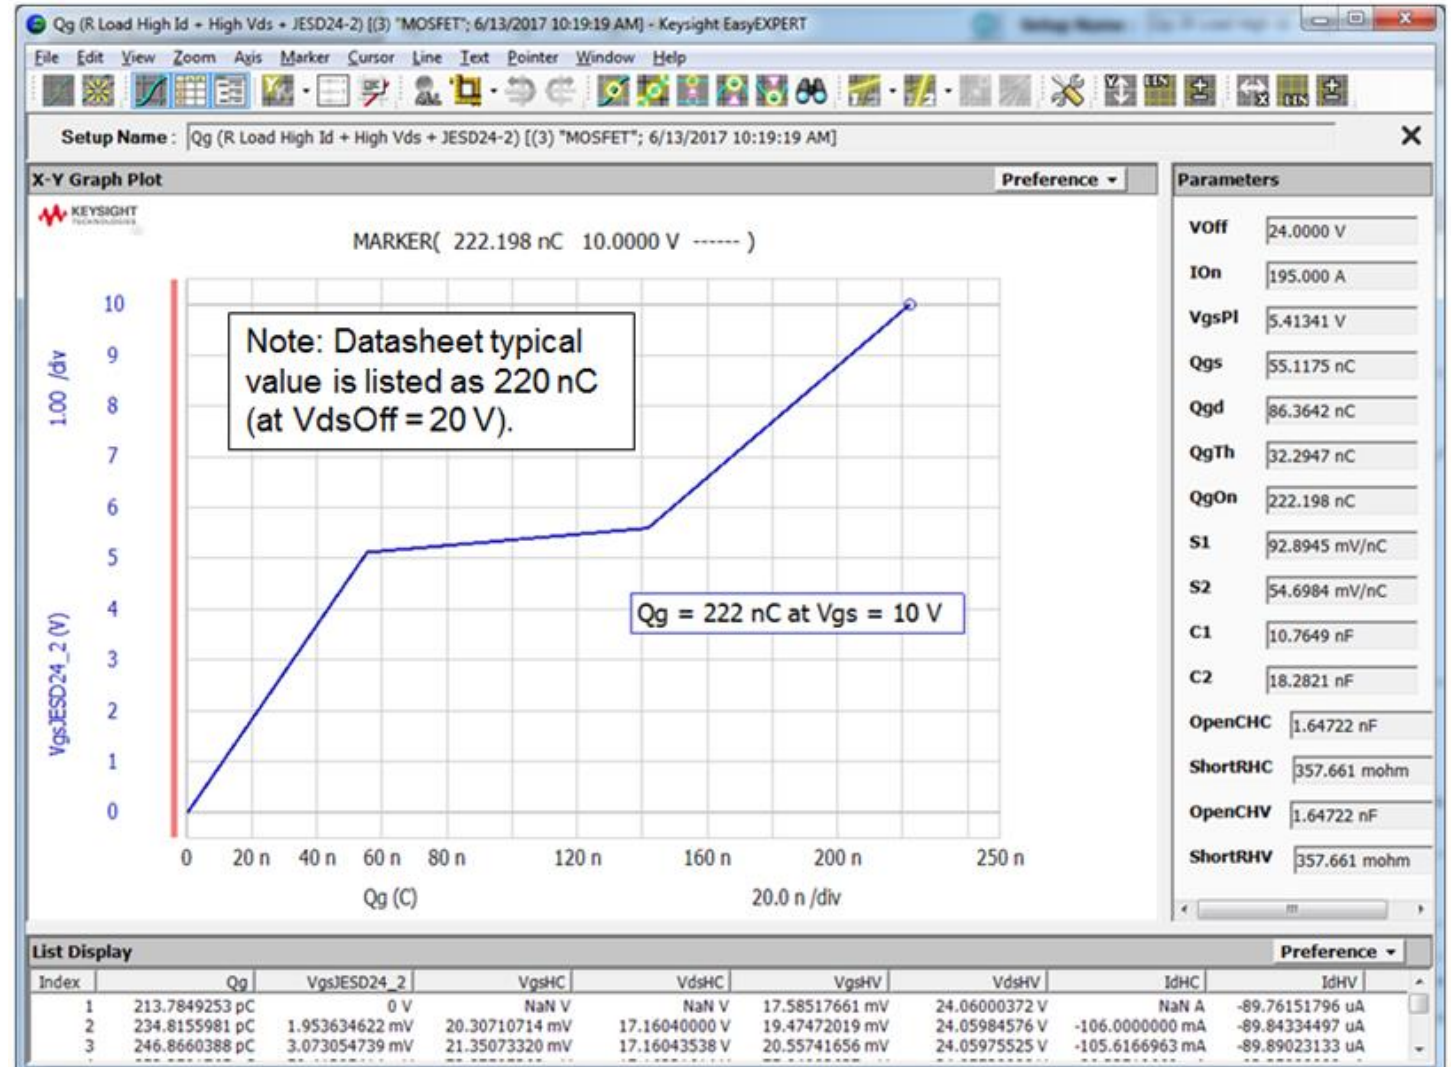 Qg (R Load High Id + High Vds + JESD24-2) [(3) "MOSFET"; 6/13/2017 10:19:19 AM] - Keysight EasyEXPERT
File Edit View Zoom Axis Marker Cursor Line Text Pointer Window Help
Setup Name : Qg (R Load High Id + High Vds + JESD24-2) [(3) "MOSFET"; 6/13/2017 10:19:19 AM]
X-Y Graph Plot
Preference
KEYSIGHT
TECHNOLOGIES
MARKER( 222.198 nC 10.0000 V ------ )
1.00 /div
VgsJESD24_2 (V)
10
9
8
7
6
5
4
3
2
1
0
Note: Datasheet typical
value is listed as 220 nC
(at VdsOff = 20 V).
Qg = 222 nC at Vgs = 10 V
0 20 n 40 n 60 n 80 n 120 n 160 n 200 n 250 n
Qg (C) 20.0 n /div
Parameters
VOff 24.0000 V
IOn 195.000 A
VgsPl 5.41341 V
Qgs 55.1175 nC
Qgd 86.3642 nC
QgTh 32.2947 nC
QgOn 222.198 nC
S1 92.8945 mV/nC
S2 54.6984 mV/nC
C1 10.7649 nF
C2 18.2821 nF
OpenCHC 1.64722 nF
ShortRHC 357.661 mohm
OpenCHV 1.64722 nF
ShortRHV 357.661 mohm
List Display
Preference
Index Qg VgsJESD24_2 VgsHC VdsHC VgsHV VdsHV IdHC IdHV
1 213.7849253 pC 0 V NaN V NaN V 17.58517661 mV 24.06000372 V NaN A -89.76151796 uA
2 234.8155981 pC 1.953634622 mV 20.30710714 mV 17.16040000 V 19.47472019 mV 24.05984576 V -106.0000000 mA -89.84334497 uA
3 246.8660388 pC 3.073054739 mV 21.35073320 mV 17.16043538 V 20.55741656 mV 24.05975525 V -105.6166963 mA -89.89023133 uA